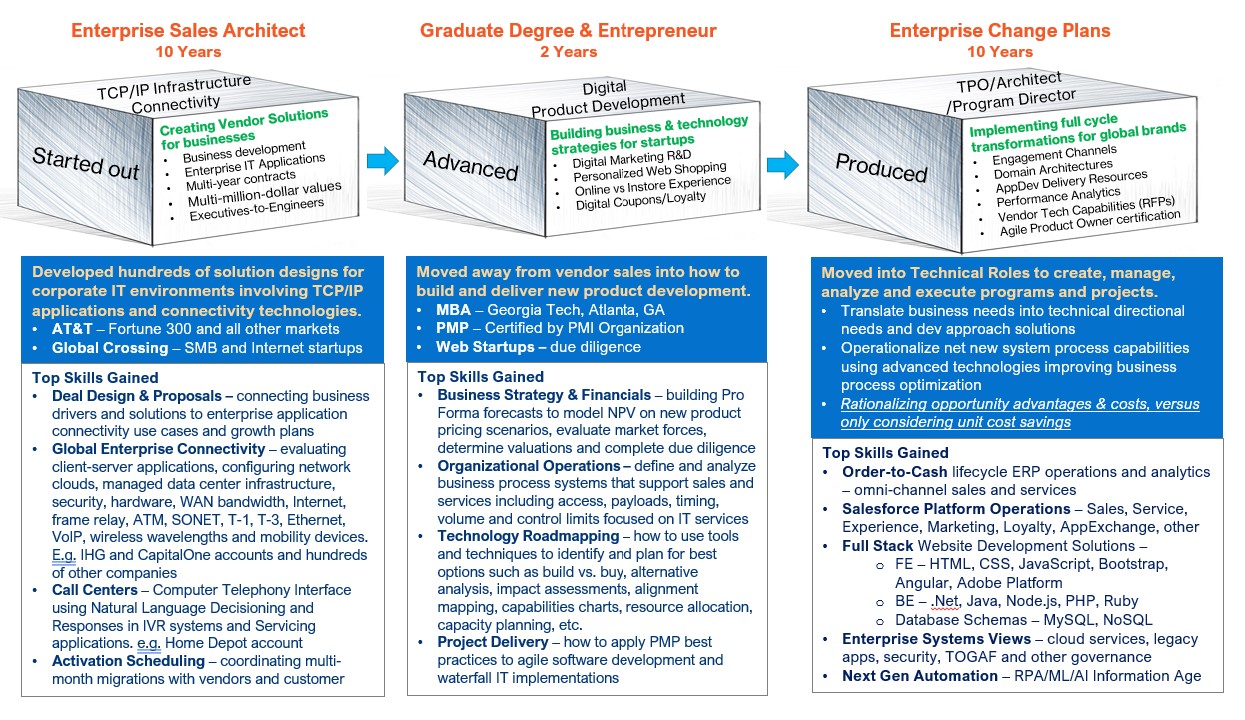 Enterprise Sales Architect
10 Years
TCP/IP Infrastructure
Connectivity
Started out
Creating Vendor Solutions
for businesses
• Business development
• Enterprise IT Applications
• Multi-year contracts
• Multi-million-dollar values
• Executives-to-Engineers
Developed hundreds of solution designs for
corporate IT environments involving TCP/IP
applications and connectivity technologies.
• AT&T – Fortune 300 and all other markets
• Global Crossing – SMB and Internet startups
Top Skills Gained
• Deal Design & Proposals – connecting business
drivers and solutions to enterprise application
connectivity use cases and growth plans
• Global Enterprise Connectivity – evaluating
client-server applications, configuring network
clouds, managed data center infrastructure,
security, hardware, WAN bandwidth, Internet,
frame relay, ATM, SONET, T-1, T-3, Ethernet,
VoIP, wireless wavelengths and mobility devices.
E.g. IHG and CapitalOne accounts and hundreds
of other companies
• Call Centers – Computer Telephony Interface
using Natural Language Decisioning and
Responses in IVR systems and Servicing
applications. e.g. Home Depot account
• Activation Scheduling – coordinating multi-
month migrations with vendors and customer
Graduate Degree & Entrepreneur
2 Years
Digital
Product Development
Advanced
Building business & technology
strategies for startups
• Digital Marketing R&D
• Personalized Web Shopping
• Online vs Instore Experience
• Digital Coupons/Loyalty
Moved away from vendor sales into how to
build and deliver new product development.
• MBA – Georgia Tech, Atlanta, GA
• PMP – Certified by PMI Organization
• Web Startups – due diligence
Top Skills Gained
• Business Strategy & Financials – building Pro
Forma forecasts to model NPV on new product
pricing scenarios, evaluate market forces,
determine valuations and complete due diligence
• Organizational Operations – define and analyze
business process systems that support sales and
services including access, payloads, timing,
volume and control limits focused on IT services
• Technology Roadmapping – how to use tools
and techniques to identify and plan for best
options such as build vs. buy, alternative
analysis, impact assessments, alignment
mapping, capabilities charts, resource allocation,
capacity planning, etc.
• Project Delivery – how to apply PMP best
practices to agile software development and
waterfall IT implementations
Enterprise Change Plans
10 Years
TPO/Architect
/Program Director
Produced
Implementing full cycle
transformations for global brands
• Engagement Channels
• Domain Architectures
• AppDev Delivery Resources
• Performance Analytics
• Vendor Tech Capabilities (RFPs)
• Agile Product Owner certification
Moved into Technical Roles to create, manage,
analyze and execute programs and projects.
• Translate business needs into technical directional
needs and dev approach solutions
• Operationalize net new system process capabilities
using advanced technologies improving business
process optimization
• Rationalizing opportunity advantages & costs, versus
only considering unit cost savings
Top Skills Gained
• Order-to-Cash lifecycle ERP operations and analytics
– omni-channel sales and services
• Salesforce Platform Operations – Sales, Service,
Experience, Marketing, Loyalty, AppExchange, other
• Full Stack Website Development Solutions –
o FE – HTML, CSS, JavaScript, Bootstrap,
Angular, Adobe Platform
o BE – .Net, Java, Node.js, PHP, Ruby
o Database Schemas – MySQL, NoSQL
• Enterprise Systems Views – cloud services, legacy
apps, security, TOGAF and other governance
• Next Gen Automation – RPA/ML/AI Information Age